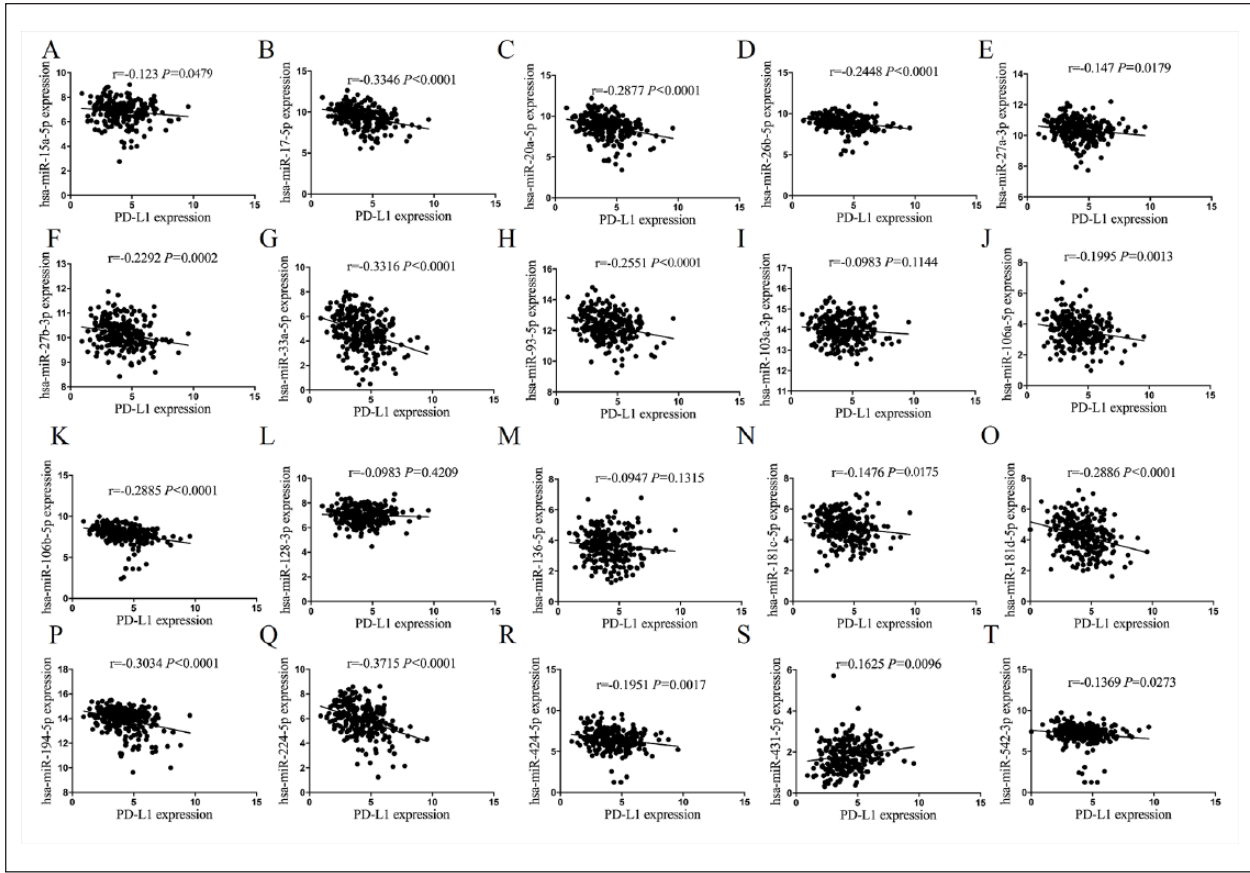 A
r=-0.123 P=0.0479
hsa-miR-15a-5p expression
10
8
6
4
2
0
0 5 10 15
PD-L1 expression
B
r=-0.3346 P<0.0001
hsa-miR-17-5p expression
15
10
5
0
0 5 10 15
PD-L1 expression
C
r=-0.2877 P<0.0001
hsa-miR-20a-5p expression
15
10
5
0
0 5 10 15
PD-L1 expression
D
r=-0.2448 P<0.0001
hsa-miR-26b-5p expression
15
10
5
0
0 5 10 15
PD-L1 expression
E
r=-0.147 P=0.0179
hsa-miR-27a-3p expression
14
12
10
8
6
0 5 10 15
PD-L1 expression
F
r=-0.2292 P=0.0002
hsa-miR-27b-3p expression
13
12
11
10
9
8
0 5 10 15
PD-L1 expression
G
r=-0.3316 P<0.0001
hsa-miR-33a-5p expression
10
8
6
4
2
0
0 5 10 15
PD-L1 expression
H
r=-0.2551 P<0.0001
hsa-miR-93-5p expression
16
14
12
10
8
0 5 10 15
PD-L1 expression
I
r=-0.0983 P=0.1144
hsa-miR-103a-3p expression
17
16
15
14
13
12
11
0 5 10 15
PD-L1 expression
J
r=-0.1995 P=0.0013
hsa-miR-106a-5p expression
8
6
4
2
0
0 5 10 15
PD-L1 expression
K
r=-0.2885 P<0.0001
hsa-miR-106b-5p expression
15
10
5
0
0 5 10 15
PD-L1 expression
L
r=-0.0983 P=0.4209
hsa-miR-128-3p expression
10
8
6
4
2
0
0 5 10 15
PD-L1 expression
M
r=-0.0947 P=0.1315
hsa-miR-136-5p expression
8
6
4
2
0
0 5 10 15
PD-L1 expression
N
r=-0.1476 P=0.0175
hsa-miR-181c-5p expression
8
6
4
2
0
0 5 10 15
PD-L1 expression
O
r=-0.2886 P<0.0001
hsa-miR-181d-5p expression
8
6
4
2
0
0 5 10 15
PD-L1 expression
P
r=-0.3034 P<0.0001
hsa-miR-194-5p expression
18
16
14
12
10
8
0 5 10 15
PD-L1 expression
Q
r=-0.3715 P<0.0001
hsa-miR-224-5p expression
10
8
6
4
2
0
0 5 10 15
PD-L1 expression
R
r=-0.1951 P=0.0017
hsa-miR-424-5p expression
15
10
5
0
0 5 10 15
PD-L1 expression
S
r=0.1625 P=0.0096
hsa-miR-431-5p expression
6
4
2
0
0 5 10 15
PD-L1 expression
T
r=-0.1369 P=0.0273
hsa-miR-542-3p expression
15
10
5
0
0 5 10 15
PD-L1 expression